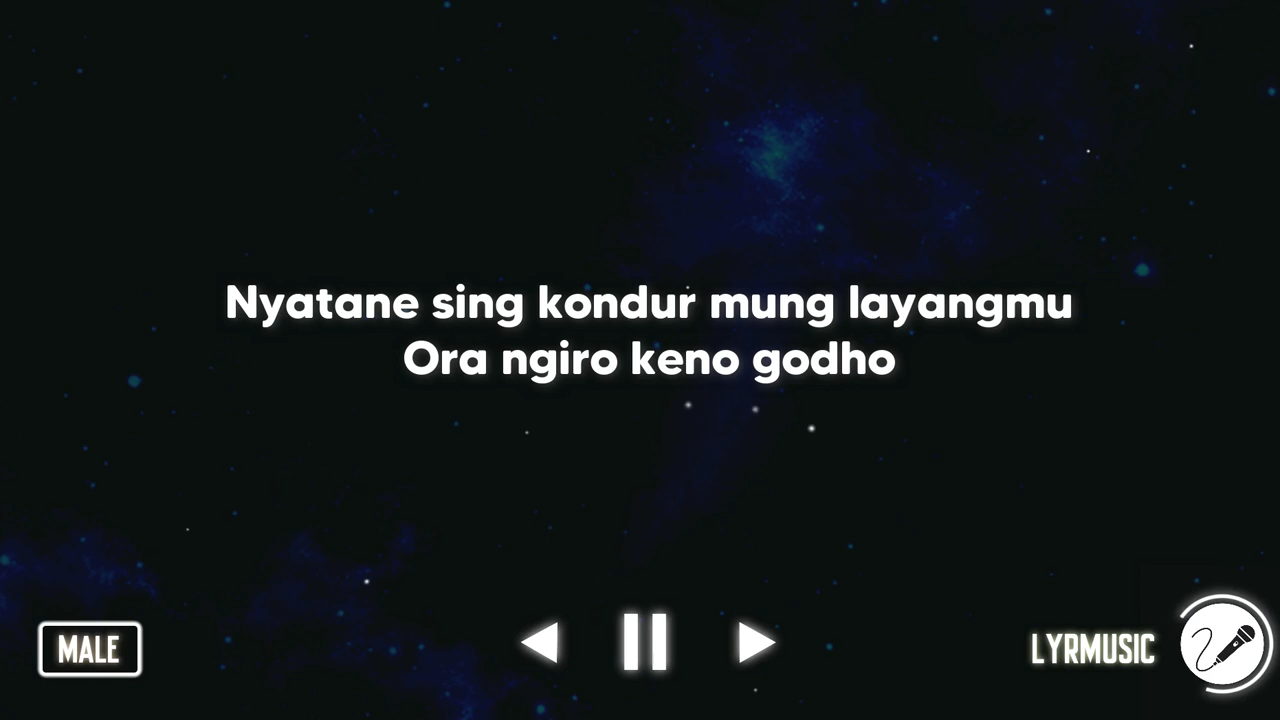 Nyatane sing kondur mung layangmu
Ora ngiro keno godho
MALE
LYRMUSIC